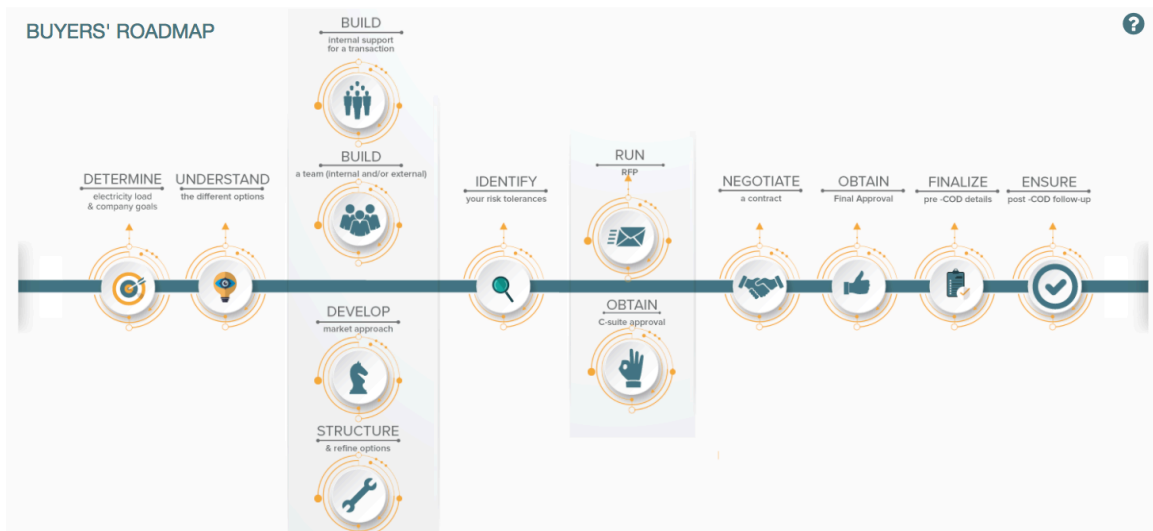 BUYERS' ROADMAP
?
BUILD
internal support
for a transaction
BUILD
a team (internal and/or external)
DETERMINE
electricity load
& company goals
UNDERSTAND
the different options
DEVELOP
market approach
STRUCTURE
& refine options
IDENTIFY
your risk tolerances
RUN
RFP
OBTAIN
C-suite approval
NEGOTIATE
a contract
OBTAIN
Final Approval
FINALIZE
pre -COD details
ENSURE
post -COD follow-up